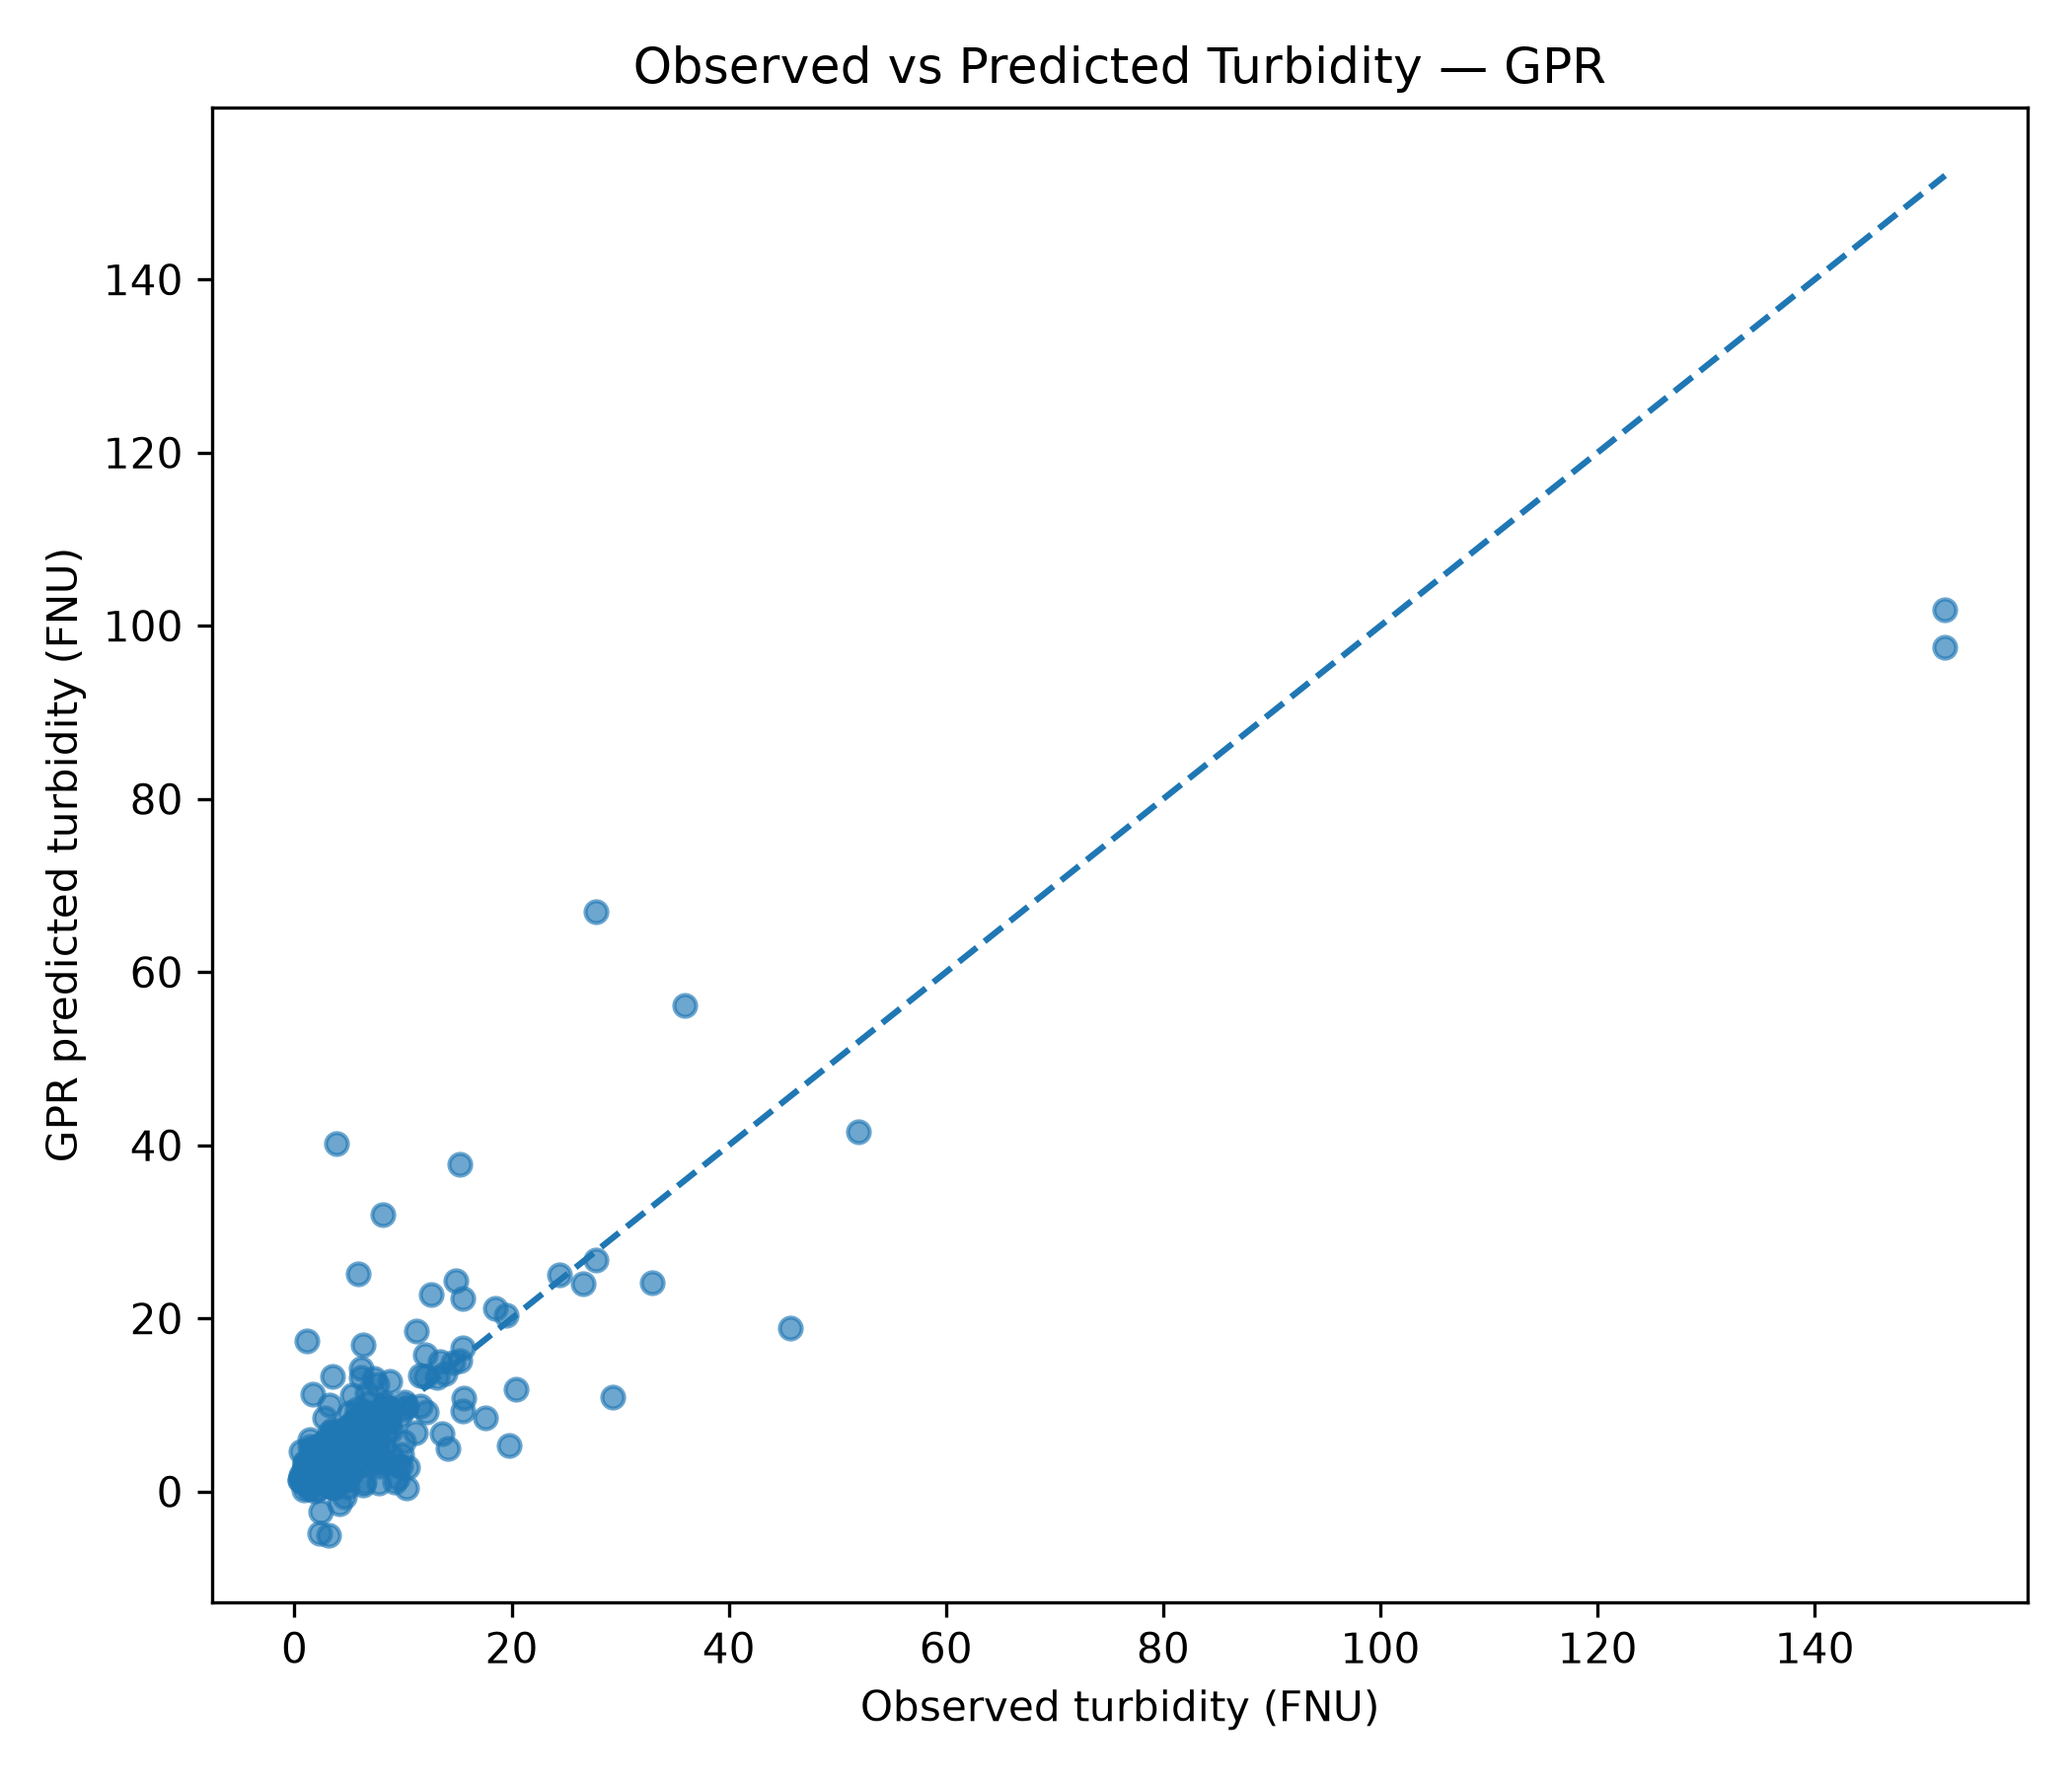 Observed vs Predicted Turbidity — GPR
GPR predicted turbidity (FNU)
140
120
100
80
60
40
20
0
0 20 40 60 80 100 120 140
Observed turbidity (FNU)